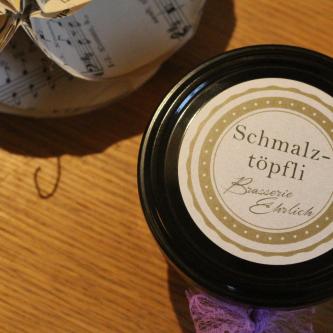 Schmalz-
töpfli
Brasserie
Ehrlich